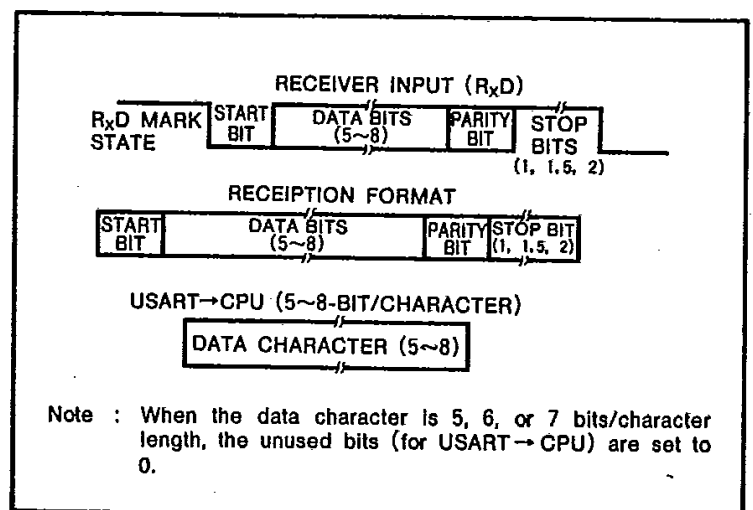 RECEIVER INPUT (RxD)
RxD MARK STATE
START BIT
DATA BITS (5~8)
PARITY BIT
STOP BITS (1, 1.5, 2)
RECEIPTION FORMAT
START BIT
DATA BITS (5~8)
PARITY BIT
STOP BIT (1, 1.5, 2)
USART→CPU (5~8-BIT/CHARACTER)
DATA CHARACTER (5~8)
Note : When the data character is 5, 6, or 7 bits/character
length, the unused bits (for USART→CPU) are set to
0.